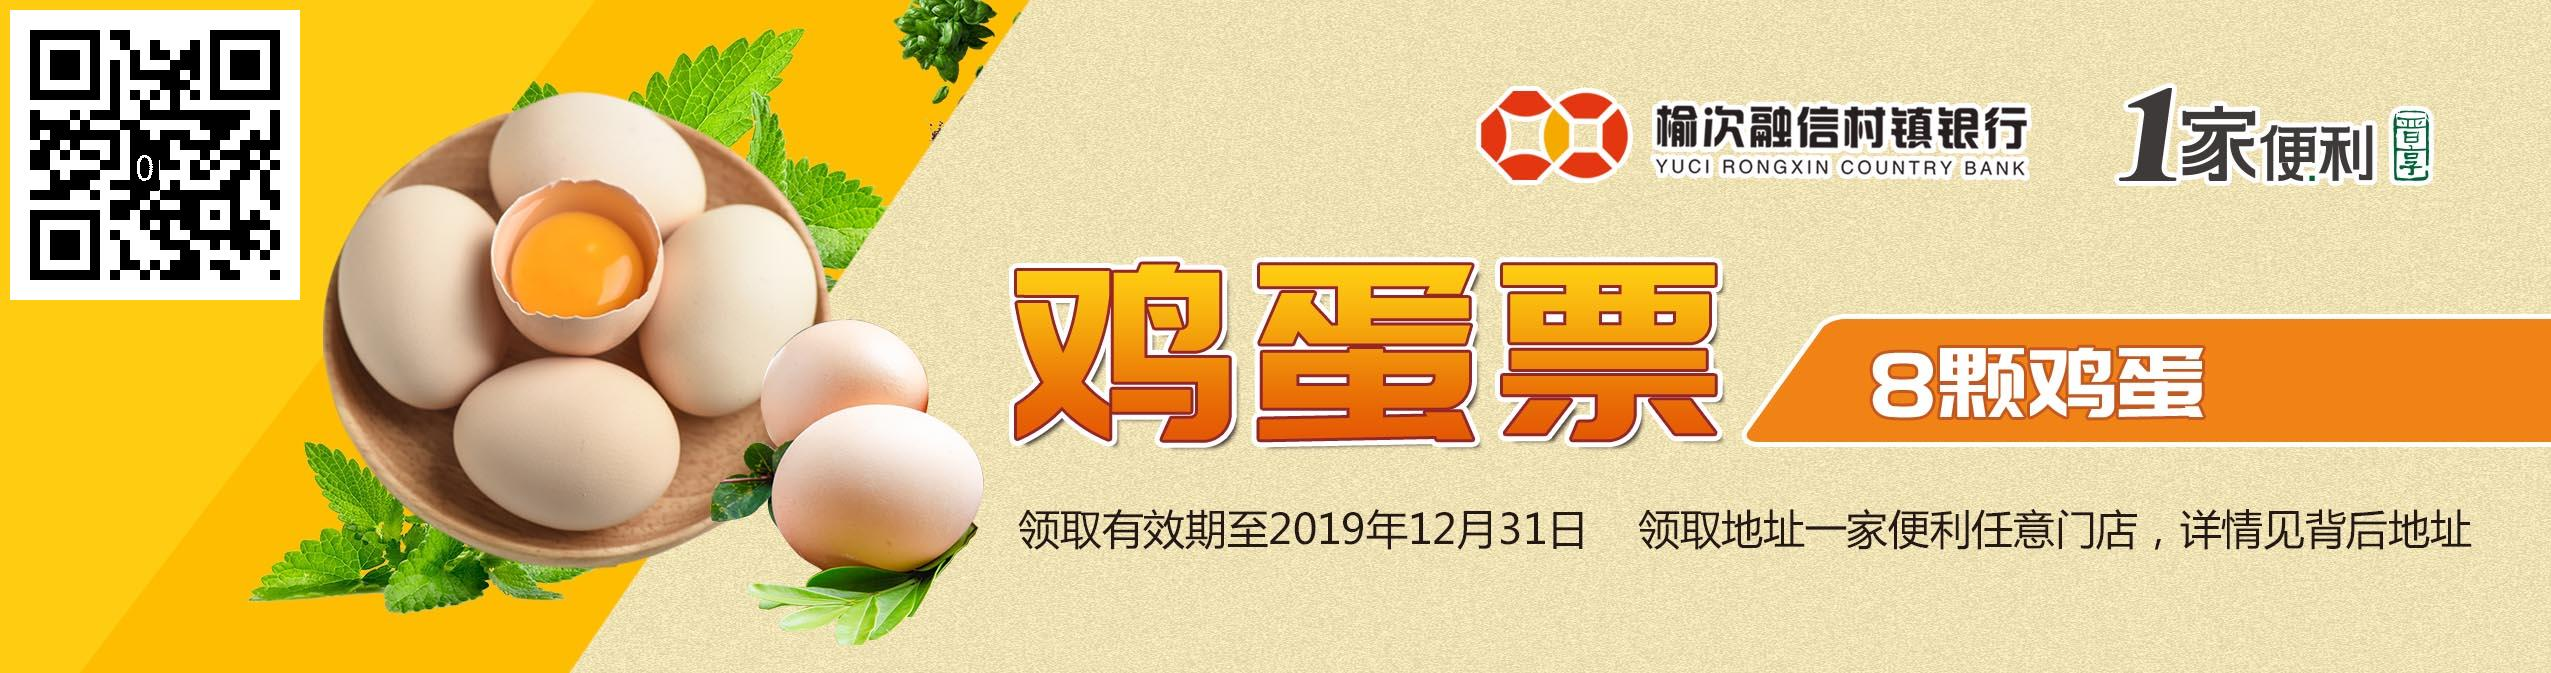 榆次融信村镇银行
YUCI RONGXIN COUNTRY BANK
1家便利 晋享
鸡蛋票
8颗鸡蛋
领取有效期至2019年12月31日 领取地址一家便利任意门店，详情见背后地址
0